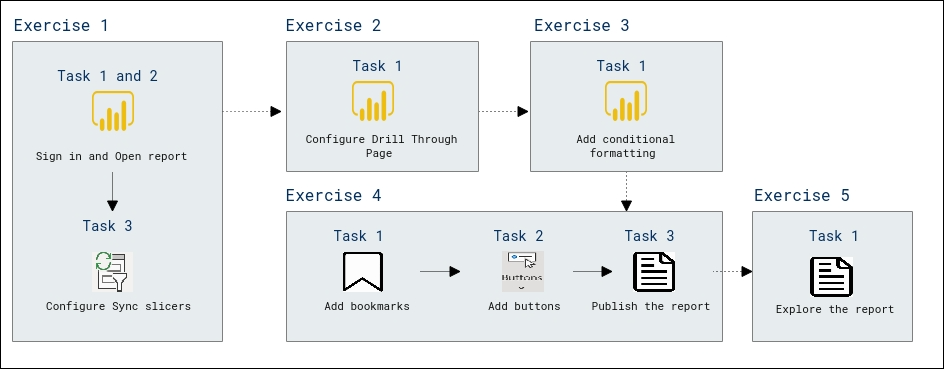 Exercise 1
Task 1 and 2
Sign in and Open report
Task 3
Configure Sync slicers
Exercise 2
Task 1
Configure Drill Through
Page
Exercise 3
Task 1
Add conditional
formatting
Exercise 4
Task 1
Add bookmarks
Task 2
Buttons
Add buttons
Task 3
Publish the report
Exercise 5
Task 1
Explore the report